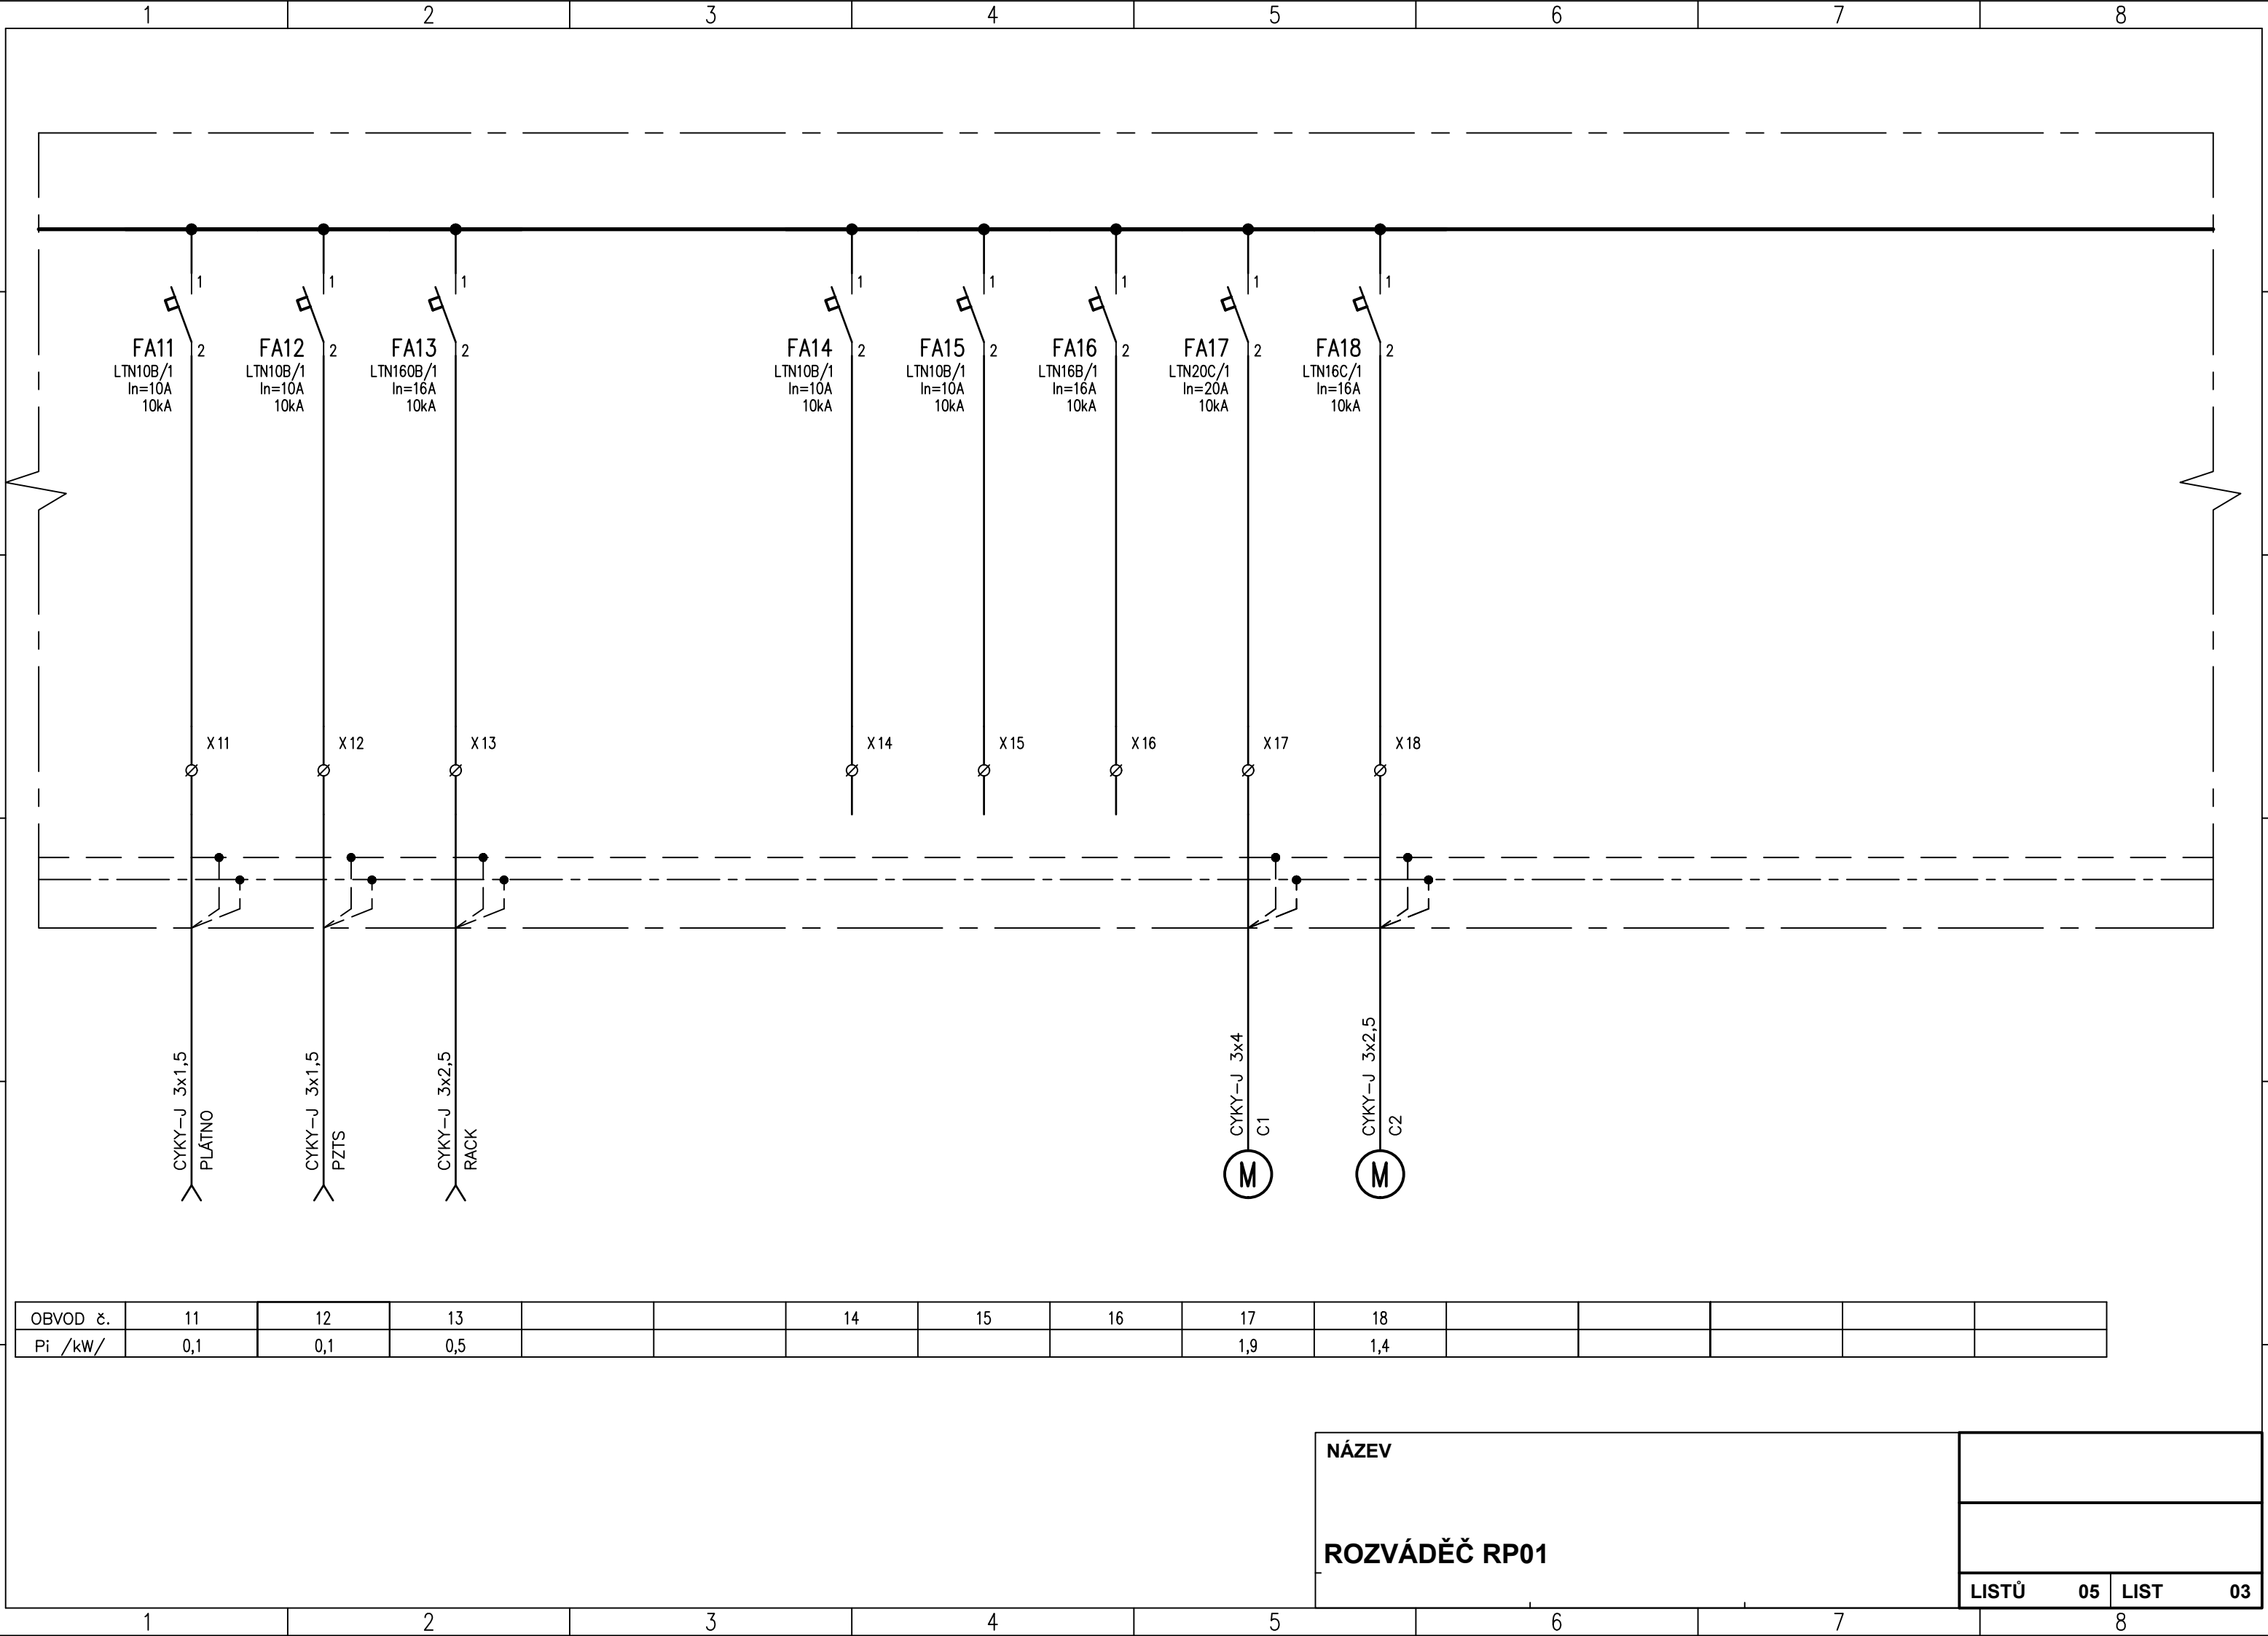 1 2 3 4 5 6 7 8
1 1 1 1 1 1 1 1
FA11 2 FA12 2 FA13 2 FA14 2 FA15 2 FA16 2 FA17 2 FA18 2
LTN10B/1 LTN10B/1 LTN160B/1 LTN10B/1 LTN10B/1 LTN16B/1 LTN20C/1 LTN16C/1
In=10A In=10A In=16A In=10A In=10A In=16A In=20A In=16A
10kA 10kA 10kA 10kA 10kA 10kA 10kA 10kA
X11 X12 X13 X14 X15 X16 X17 X18
CYKY-J 3x1,5
PLÁTNO
CYKY-J 3x1,5
PZTS
CYKY-J 3x2,5
RACK
CYKY-J 3x4
C1
CYKY-J 3x2,5
C2
M M
OBVOD č. 11 12 13 14 15 16 17 18
Pi /kW/ 0,1 0,1 0,5 1,9 1,4
NÁZEV
ROZVÁDĚČ RP01
LISTŮ 05 LIST 03
1 2 3 4 5 6 7 8